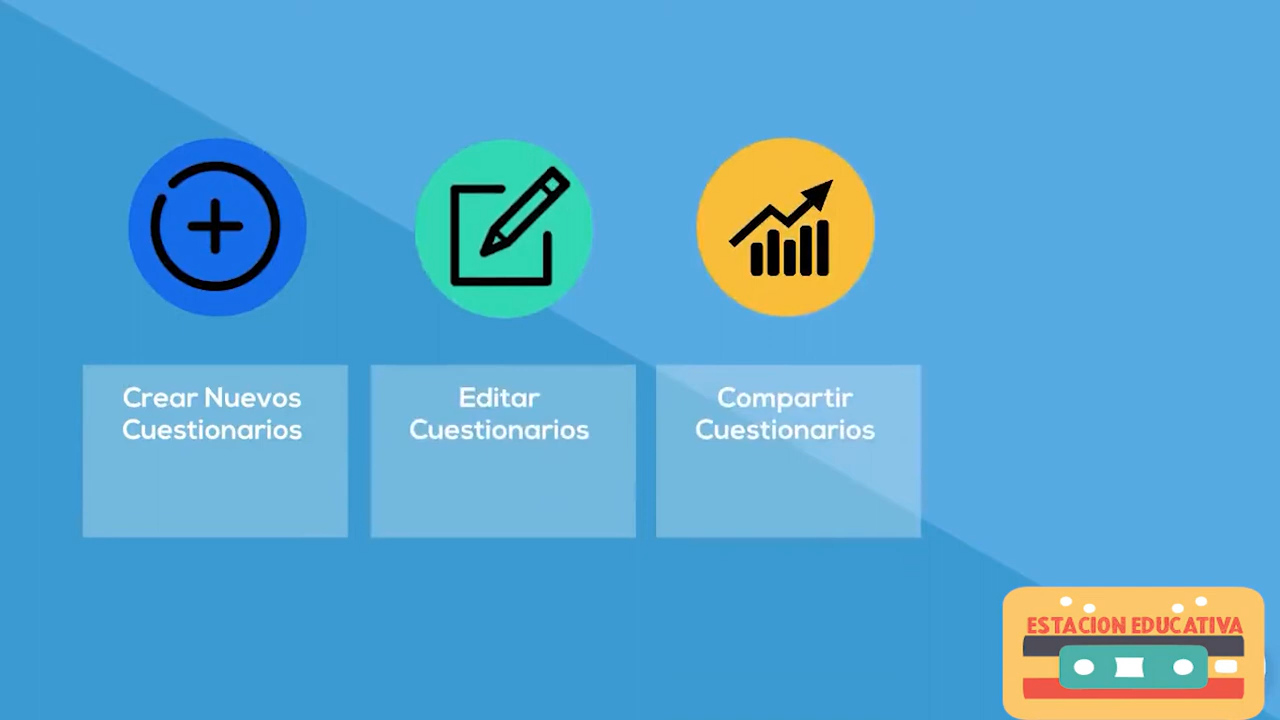 Crear Nuevos
Cuestionarios
Editar
Cuestionarios
Compartir
Cuestionarios
ESTACION EDUCATIVA